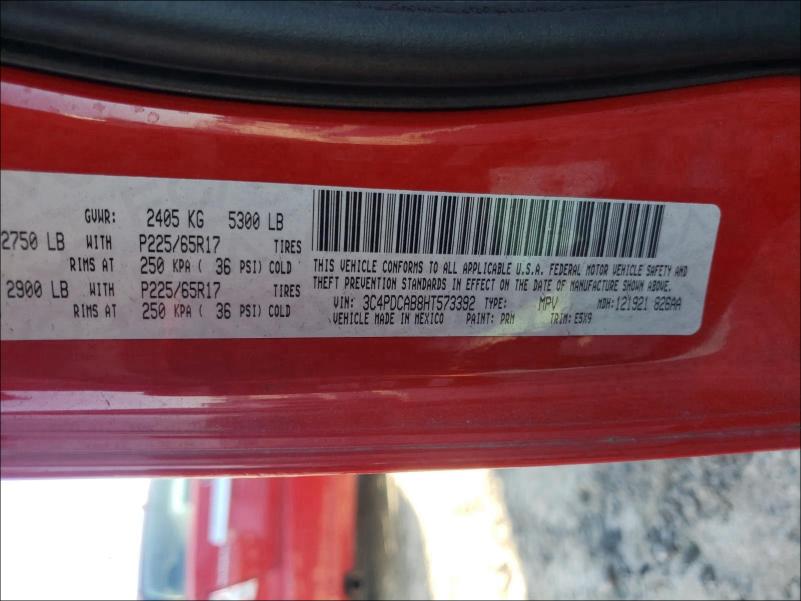 GVWR: 2405 KG 5300 LB
2750 LB WITH P225/65R17 TIRES
RIMS AT 250 KPA ( 36 PSI) COLD
2900 LB WITH P225/65R17 TIRES
RIMS AT 250 KPA ( 36 PSI) COLD
THIS VEHICLE CONFORMS TO ALL APPLICABLE U.S.A. FEDERAL MOTOR VEHICLE SAFETY AND
THEFT PREVENTION STANDARDS IN EFFECT ON THE DATE OF MANUFACTURE SHOWN ABOVE.
VIN: 3C4PDCAB8HT573392 TYPE: MPV MDH:121921 826AA
VEHICLE MADE IN MEXICO PAINT: PRM TRIM: E5X9